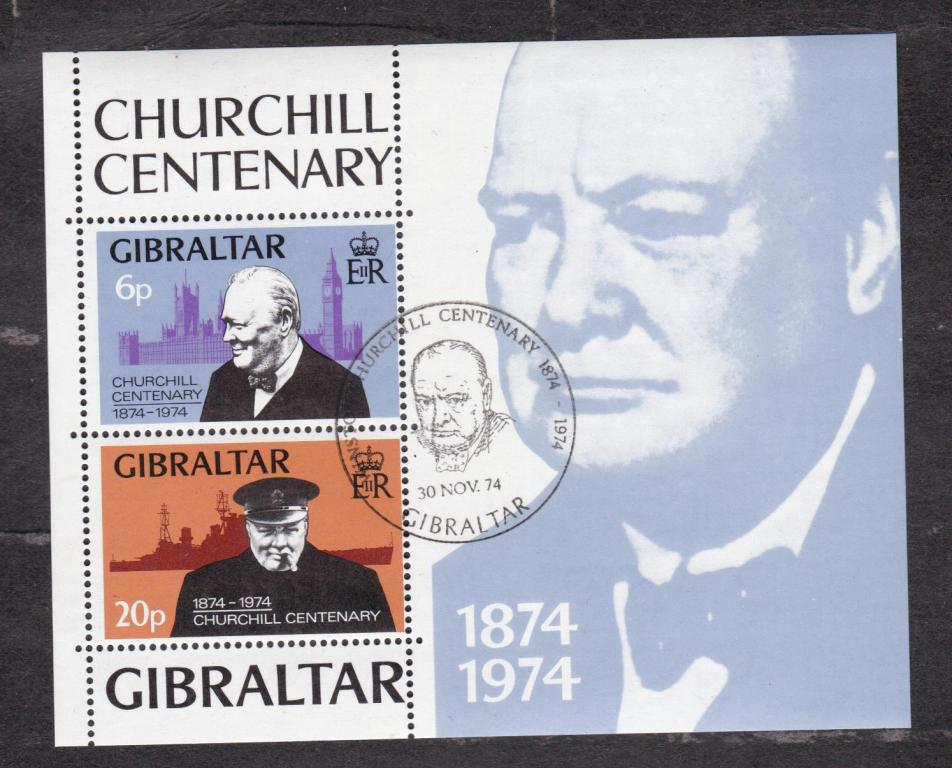 CHURCHILL
CENTENARY
GIBRALTAR
EIIR
6p
CHURCHILL
CENTENARY
1874-1974
GIBRALTAR
EIIR
20p
1874-1974
CHURCHILL CENTENARY
GIBRALTAR
CHURCHILL CENTENARY 1874 - 1974
30 NOV. 74
GIBRALTAR
1874
1974